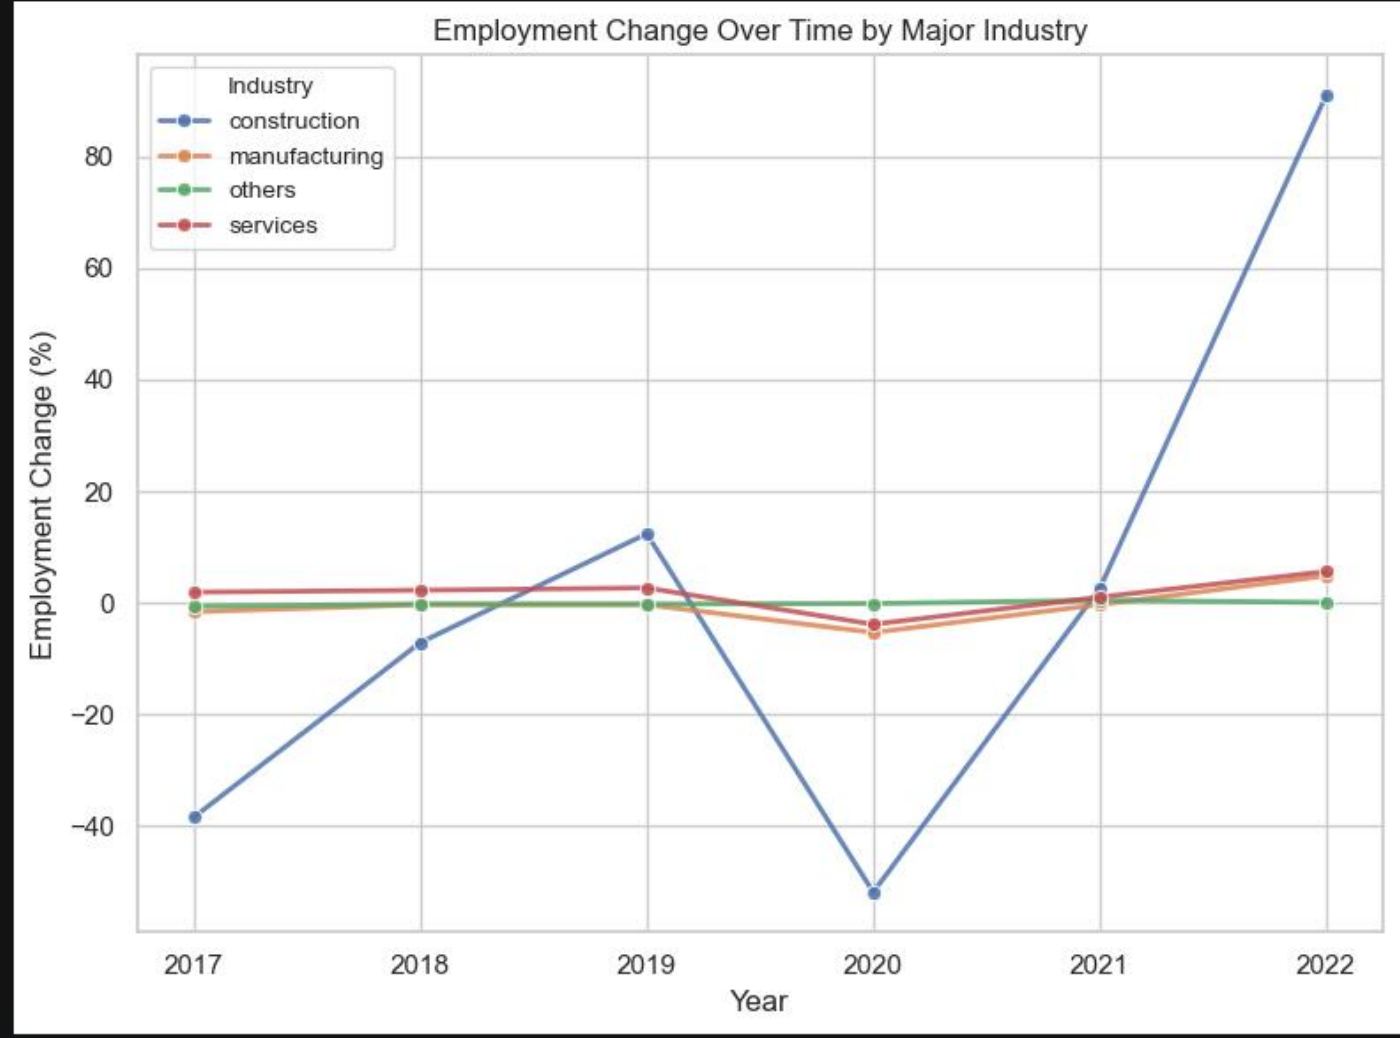 Employment Change Over Time by Major Industry
Industry
construction
manufacturing
others
services
Employment Change (%)
80
60
40
20
0
−20
−40
2017 2018 2019 2020 2021 2022
Year